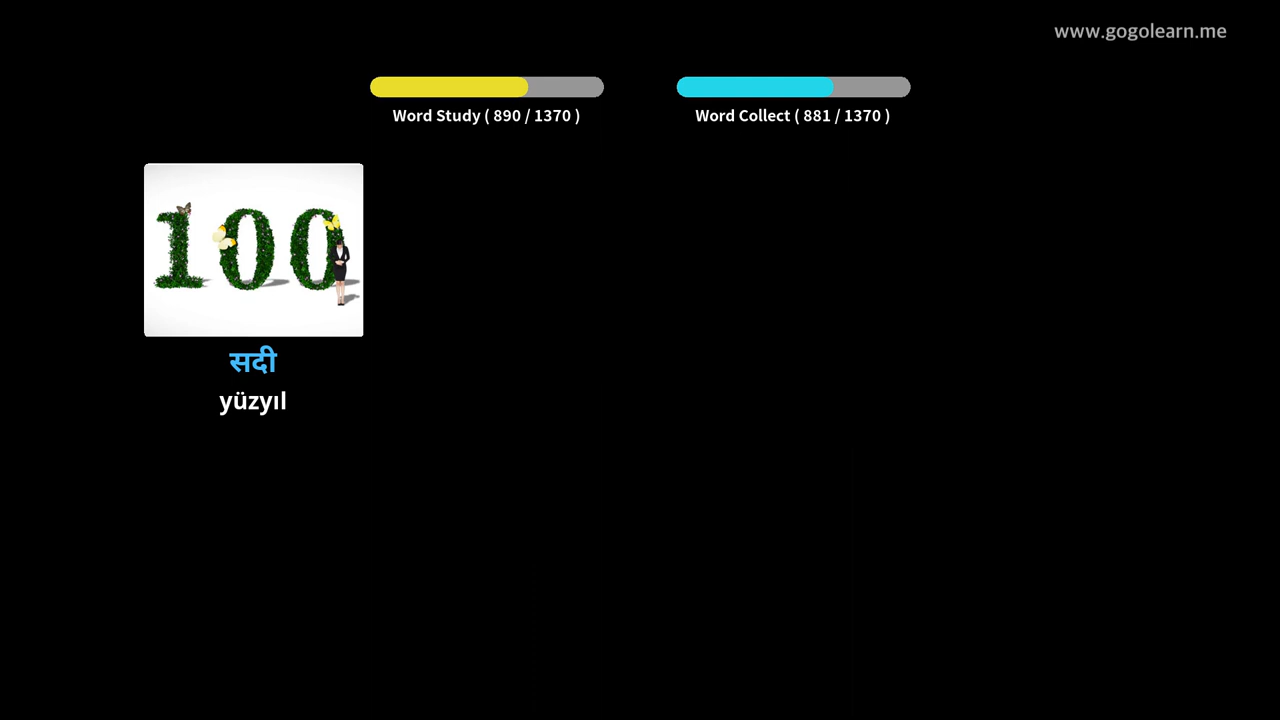 www.gogolearn.me
Word Study ( 890 / 1370 )
Word Collect ( 881 / 1370 )
100
सदी
yüzyıl